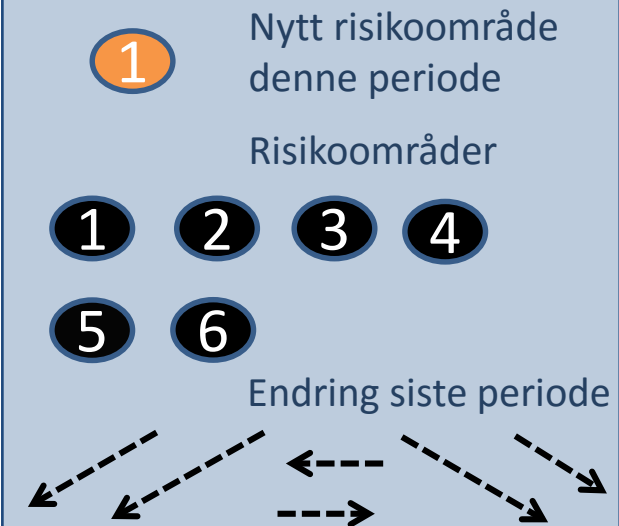 1 Nytt risikoområde
denne periode
Risikoområder
1 2 3 4
5 6
Endring siste periode